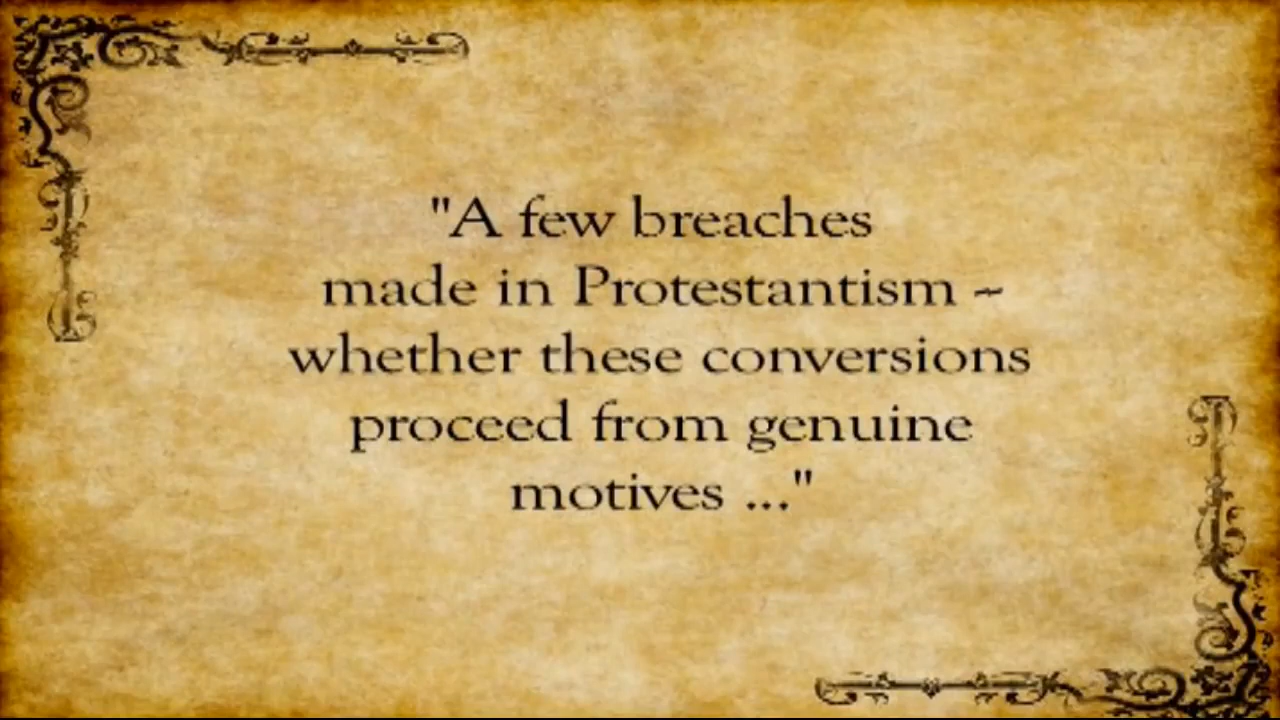 "A few breaches
made in Protestantism –
whether these conversions
proceed from genuine
motives ..."